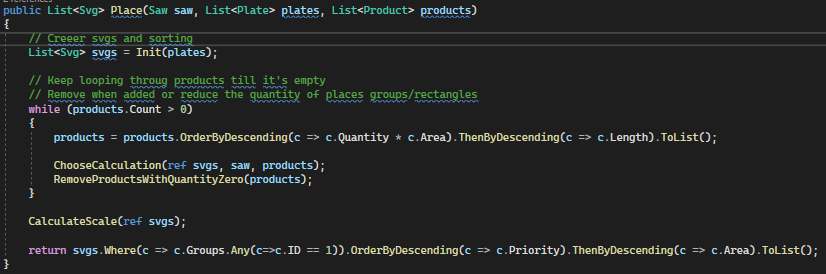 public List<Svg> Place(Saw saw, List<Plate> plates, List<Product> products)
{
// Creeer svgs and sorting
List<Svg> svgs = Init(plates);
// Keep looping throug products till it's empty
// Remove when added or reduce the quantity of places groups/rectangles
while (products.Count > 0)
{
products = products.OrderByDescending(c => c.Quantity * c.Area).ThenByDescending(c => c.Length).ToList();
ChooseCalculation(ref svgs, saw, products);
RemoveProductsWithQuantityZero(products);
}
CalculateScale(ref svgs);
return svgs.Where(c => c.Groups.Any(c=>c.ID == 1)).OrderByDescending(c => c.Priority).ThenByDescending(c => c.Area).ToList();
}